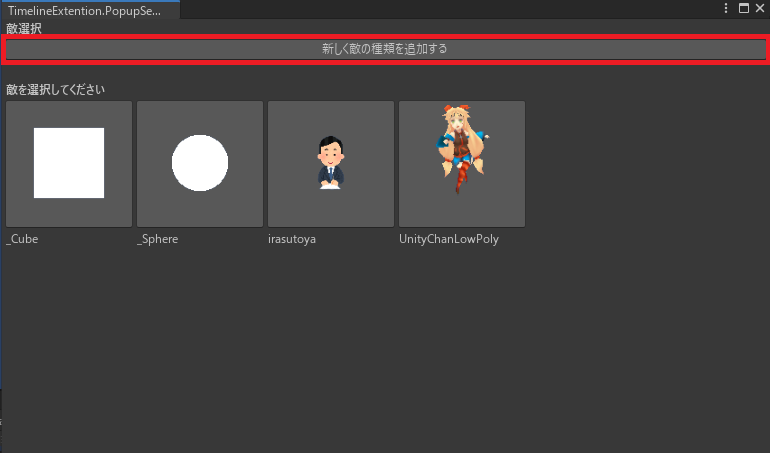 TimelineExtention.PopupSe...
敵選択
新しく敵の種類を追加する
敵を選択してください
_Cube
_Sphere
irasutoya
UnityChanLowPoly